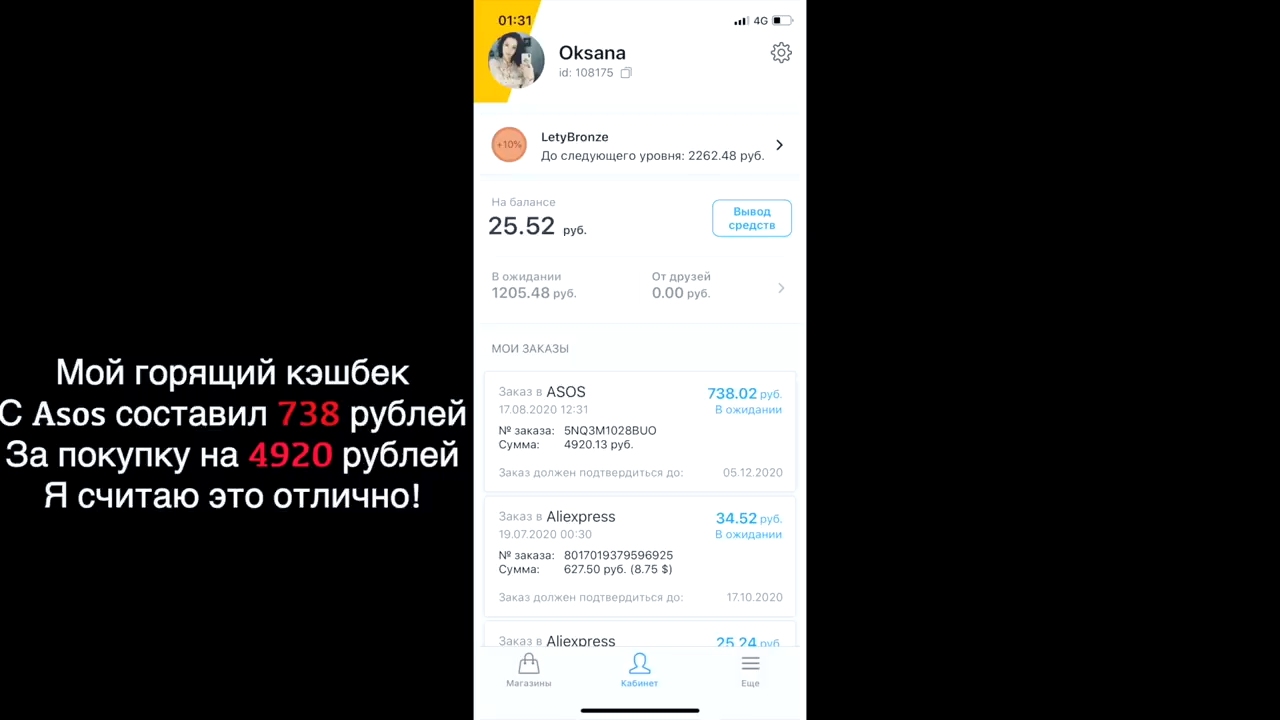 Мой горящий кэшбек
С Asos составил 738 рублей
За покупку на 4920 рублей
Я считаю это отлично!
01:31
4G
Oksana
id: 108175
+10%
LetyBronze
До следующего уровня: 2262.48 руб.
На балансе
25.52 руб.
Вывод
средств
В ожидании
От друзей
1205.48 руб.
0.00 руб.
МОИ ЗАКАЗЫ
Заказ в ASOS
738.02 руб.
17.08.2020 12:31
В ожидании
№ заказа: 5NQ3M1028BUO
Сумма: 4920.13 руб.
Заказ должен подтвердиться до: 05.12.2020
Заказ в Aliexpress
34.52 руб.
19.07.2020 00:30
В ожидании
№ заказа: 8017019379596925
Сумма: 627.50 руб. (8.75 $)
Заказ должен подтвердиться до: 17.10.2020
Заказ в Aliexpress
25.24 руб.
Магазины
Кабинет
Еще